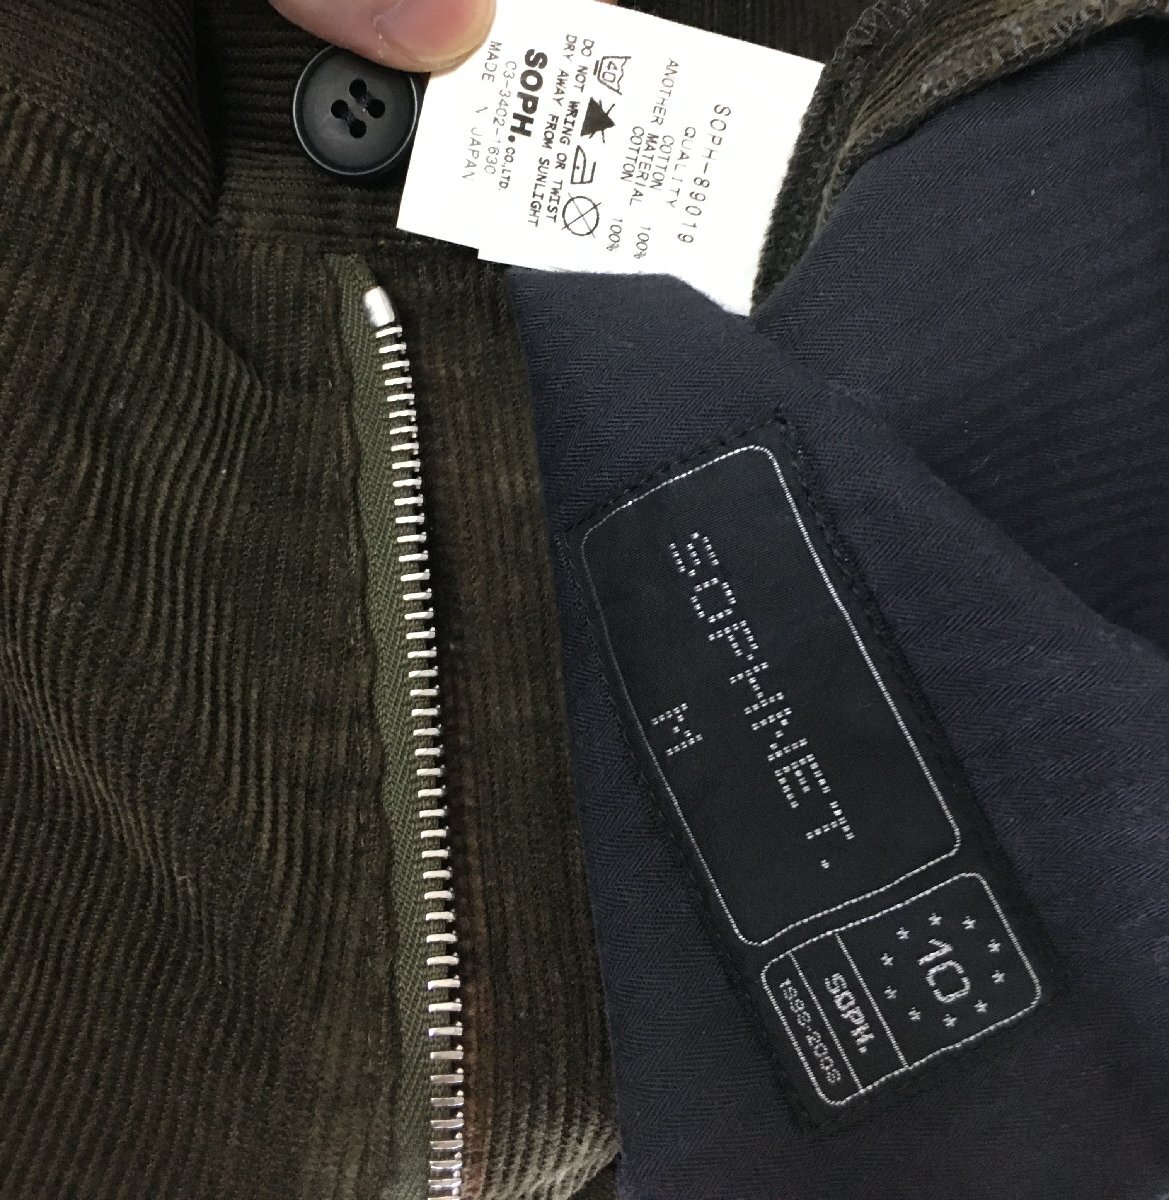 SOPH-89019
QUALITY
COTTON 100%
ANOTHER MATERIAL
COTTON 100%
40
DO NOT WRING OR TWIST
DRY AWAY FROM SUNLIGHT
SOPH. CO.,LTD
03-3402-1630
MADE IN JAPAN
SOPHNET.
M
10
SOPH.
1998-2008